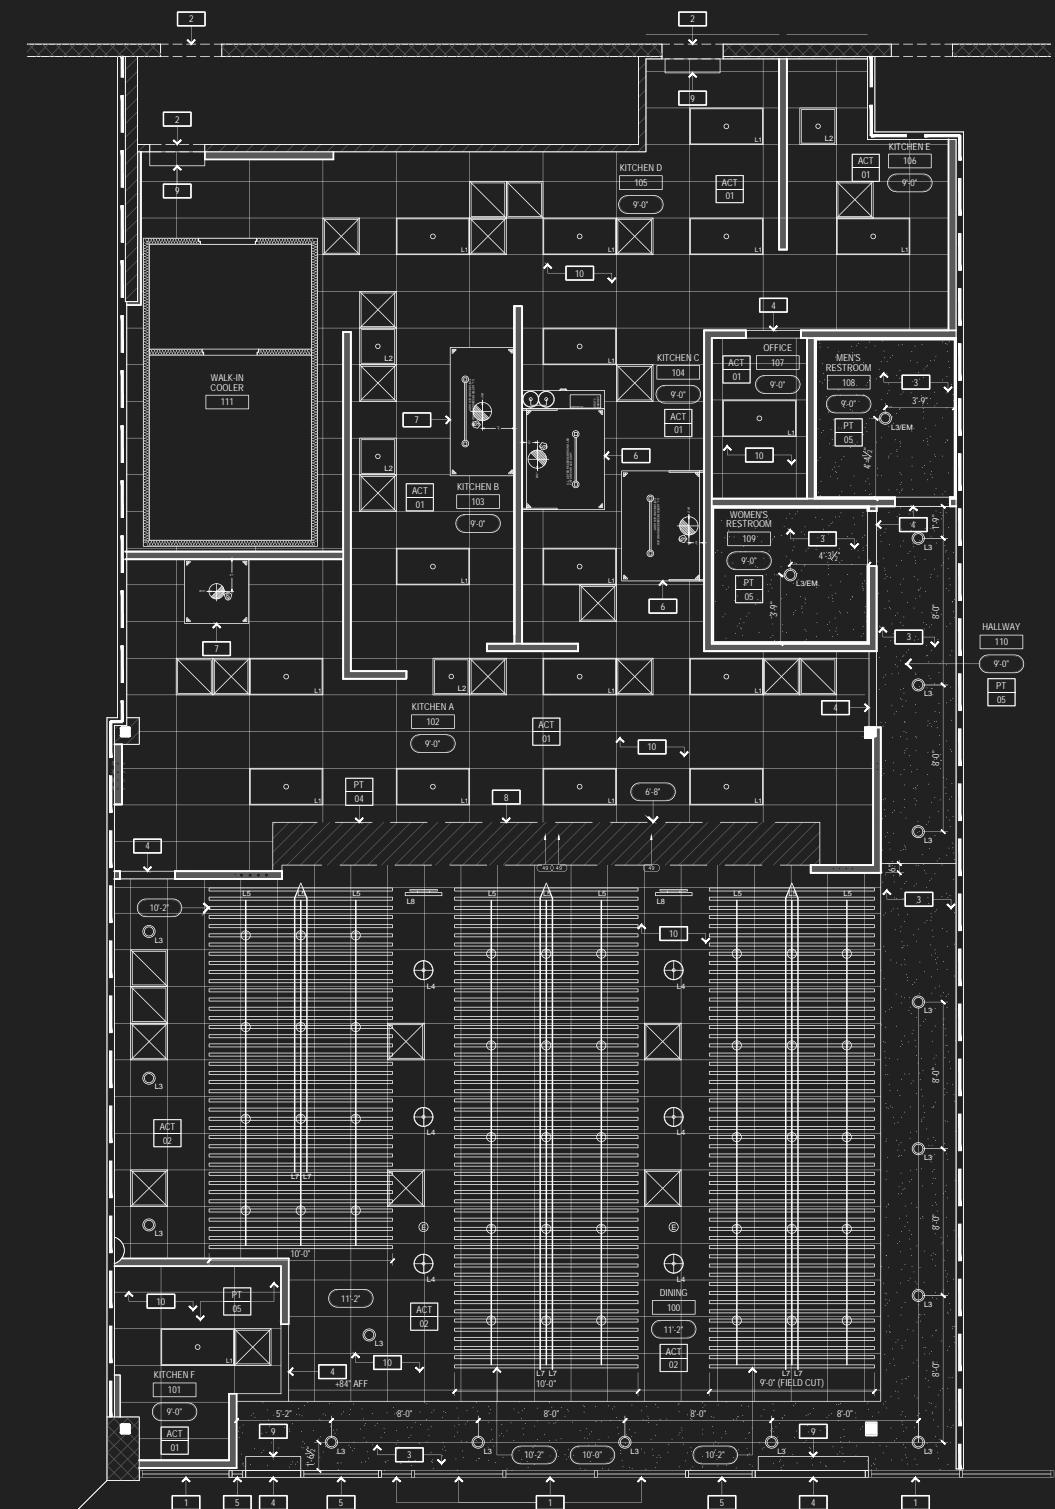 2
2
9
2
9
L1
L2
KITCHEN E
106
9'-0"
ACT
01
KITCHEN D
105
9'-0"
ACT
01
L1
L1
L1
L1
10
4
L2
L1
KITCHEN C
104
9'-0"
ACT
01
OFFICE
107
9'-0"
ACT
01
L1
10
MEN'S
RESTROOM
108
9'-0"
PT
05
3
3'-9"
L3/EM
4'-4½"
WALK-IN
COOLER
111
7
6
L2
ACT
01
KITCHEN B
103
9'-0"
WOMEN'S
RESTROOM
109
9'-0"
PT
05
3
4'-3½"
L3/EM
3'-9"
4
1'-9"
L3
L1
L1
6
7
8'-0"
3
HALLWAY
110
9'-0"
PT
05
L3
L1
L2
L1
L1
4
KITCHEN A
102
9'-0"
ACT
01
10
8'-0"
L1
L1
L1
L1
PT
04
8
6'-8"
L3
4
6"
3
10'-2"
L5
L5
L8
L5
L5
L8
L5
L5
L3
10
L4
L4
L3
8'-0"
L3
ACT
02
L4
L4
L3
L7 L7
8'-0"
L3
E
E
10'-0"
L4
L4
10
PT
05
11'-2"
ACT
02
DINING
100
11'-2"
ACT
02
L3
L3
L1
10
4
+84" AFF
8'-0"
KITCHEN F
101
9'-0"
ACT
01
L7 L7
10'-0"
L7 L7
9'-0" (FIELD CUT)
5'-2"
8'-0"
8'-0"
8'-0"
8'-0"
9
9
L3
L3
L3
L3
L3
1'-6½"
3
10'-2"
10'-0"
10'-2"
1
5
4
5
1
5
4
1